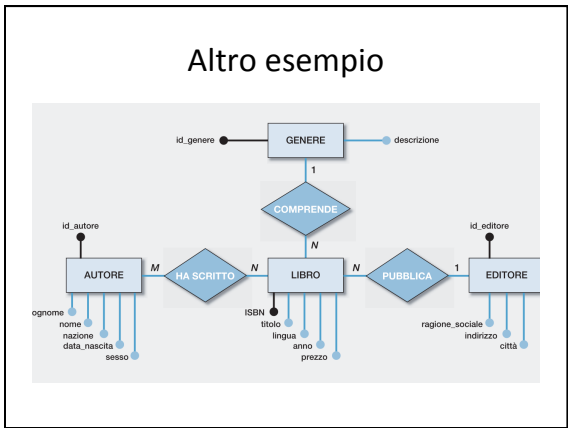 Altro esempio
id_genere
GENERE
descrizione
1
COMPRENDE
id_autore
id_editore
N
AUTORE
M
HA SCRITTO
N
LIBRO
N
PUBBLICA
1
EDITORE
ognome
nome
nazione
data_nascita
sesso
ISBN
titolo
lingua
anno
prezzo
ragione_sociale
indirizzo
città